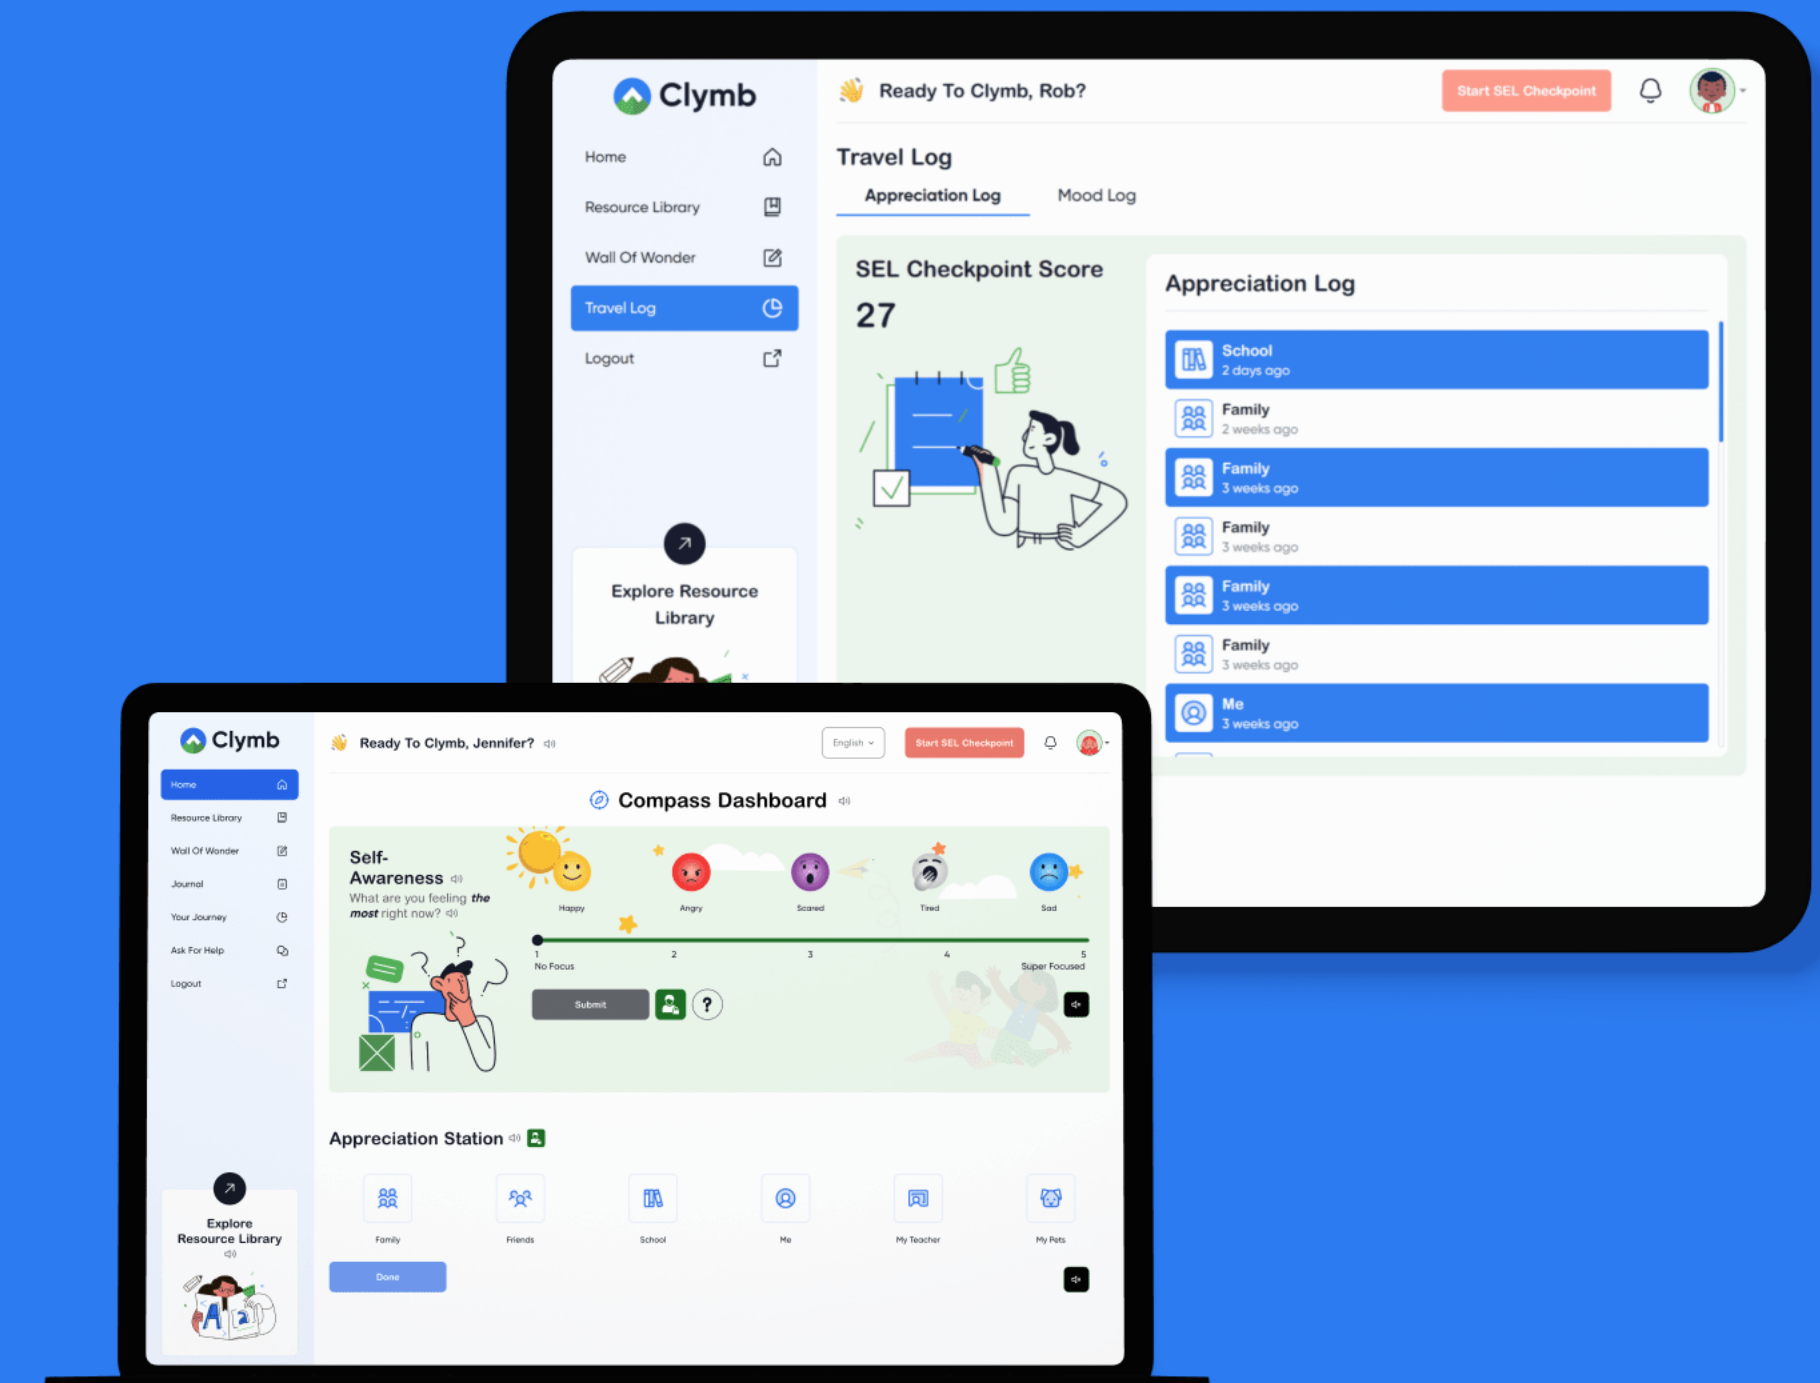 Clymb
Home
Resource Library
Wall Of Wonder
Travel Log
Logout
Explore Resource
Library
Ready To Clymb, Rob?
Start SEL Checkpoint
Travel Log
Appreciation Log
Mood Log
SEL Checkpoint Score
27
Appreciation Log
School
2 days ago
Family
2 weeks ago
Family
3 weeks ago
Family
3 weeks ago
Family
3 weeks ago
Family
3 weeks ago
Me
3 weeks ago
Clymb
Home
Resource Library
Wall Of Wonder
Journal
Your Journey
Ask For Help
Logout
Explore
Resource Library
A a
Ready To Clymb, Jennifer?
English
Start SEL Checkpoint
Compass Dashboard
Self-
Awareness
What are you feeling the
most right now?
Happy
Angry
Scared
Tired
Sad
1 2 3 4 5
No Focus
Super Focused
Submit
?
Appreciation Station
Family
Friends
School
Me
My Teacher
My Pets
Done